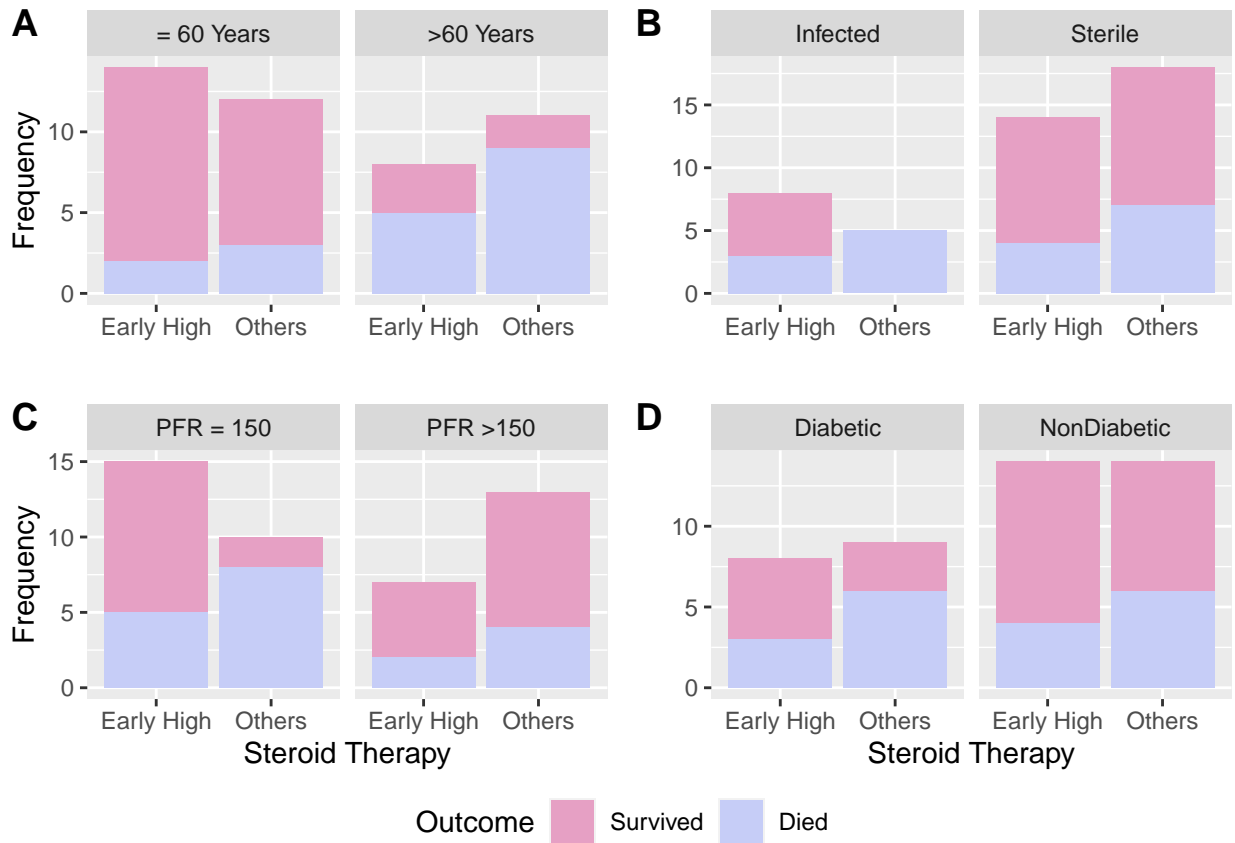 A
= 60 Years
>60 Years
Frequency
10
5
0
Early High
Others
Early High
Others
B
Infected
Sterile
15
10
5
0
Early High
Others
Early High
Others
C
PFR = 150
PFR >150
Frequency
15
10
5
0
Early High
Others
Early High
Others
Steroid Therapy
D
Diabetic
NonDiabetic
10
5
0
Early High
Others
Early High
Others
Steroid Therapy
Outcome
Survived
Died